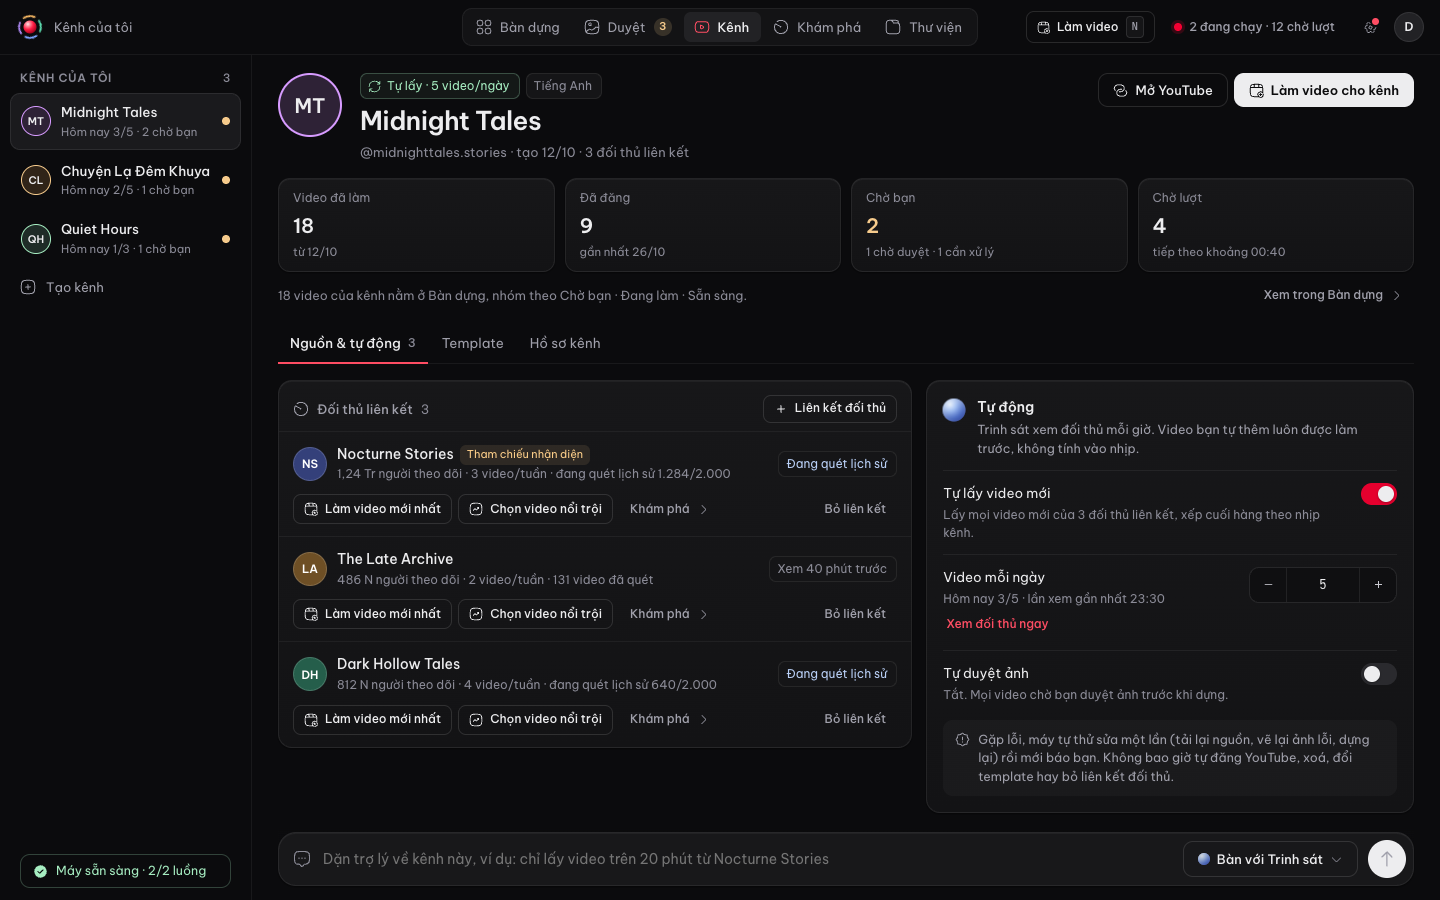 Kênh của tôi
Bàn dựng
Duyệt 3
Kênh
Khám phá
Thư viện
Làm video N
2 đang chạy · 12 chờ lượt
D
KÊNH CỦA TÔI 3
MT
Midnight Tales
Hôm nay 3/5 · 2 chờ bạn
CL
Chuyện Lạ Đêm Khuya
Hôm nay 2/5 · 1 chờ bạn
QH
Quiet Hours
Hôm nay 1/3 · 1 chờ bạn
Tạo kênh
Máy sẵn sàng · 2/2 luồng
MT
Tự lấy · 5 video/ngày
Tiếng Anh
Midnight Tales
@midnighttales.stories · tạo 12/10 · 3 đối thủ liên kết
Mở YouTube
Làm video cho kênh
Video đã làm
18
từ 12/10
Đã đăng
9
gần nhất 26/10
Chờ bạn
2
1 chờ duyệt · 1 cần xử lý
Chờ lượt
4
tiếp theo khoảng 00:40
18 video của kênh nằm ở Bàn dựng, nhóm theo Chờ bạn · Đang làm · Sẵn sàng.
Xem trong Bàn dựng
Nguồn & tự động 3
Template
Hồ sơ kênh
Đối thủ liên kết 3
Liên kết đối thủ
NS
Nocturne Stories
Tham chiếu nhận diện
1,24 Tr người theo dõi · 3 video/tuần · đang quét lịch sử 1.284/2.000
Đang quét lịch sử
Làm video mới nhất
Chọn video nổi trội
Khám phá
Bỏ liên kết
LA
The Late Archive
486 N người theo dõi · 2 video/tuần · 131 video đã quét
Xem 40 phút trước
Làm video mới nhất
Chọn video nổi trội
Khám phá
Bỏ liên kết
DH
Dark Hollow Tales
812 N người theo dõi · 4 video/tuần · đang quét lịch sử 640/2.000
Đang quét lịch sử
Làm video mới nhất
Chọn video nổi trội
Khám phá
Bỏ liên kết
Tự động
Trinh sát xem đối thủ mỗi giờ. Video bạn tự thêm luôn được làm
trước, không tính vào nhịp.
Tự lấy video mới
Lấy mọi video mới của 3 đối thủ liên kết, xếp cuối hàng theo nhịp
kênh.
Video mỗi ngày
Hôm nay 3/5 · lần xem gần nhất 23:30
− 5 +
Xem đối thủ ngay
Tự duyệt ảnh
Tắt. Mọi video chờ bạn duyệt ảnh trước khi dựng.
Gặp lỗi, máy tự thử sửa một lần (tải lại nguồn, vẽ lại ảnh lỗi, dựng
lại) rồi mới báo bạn. Không bao giờ tự đăng YouTube, xoá, đổi
template hay bỏ liên kết đối thủ.
Dặn trợ lý về kênh này, ví dụ: chỉ lấy video trên 20 phút từ Nocturne Stories
Bàn với Trinh sát